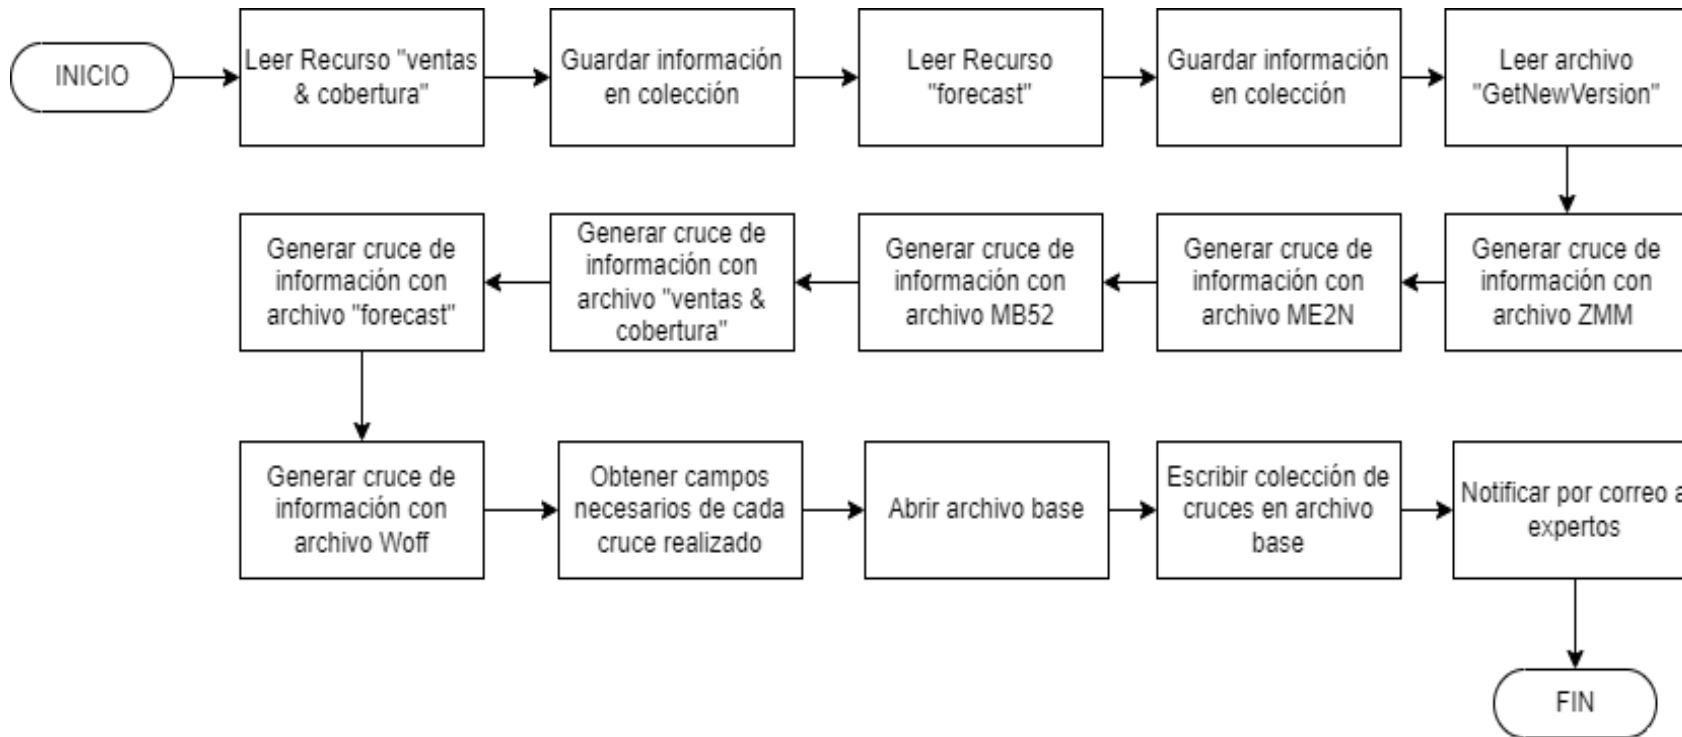 INICIO
Leer Recurso "ventas
& cobertura"
Guardar información
en colección
Leer Recurso
"forecast"
Guardar información
en colección
Leer archivo
"GetNewVersion"
Generar cruce de
información con
archivo ZMM
Generar cruce de
información con
archivo ME2N
Generar cruce de
información con
archivo MB52
Generar cruce de
información con
archivo "ventas &
cobertura"
Generar cruce de
información con
archivo "forecast"
Generar cruce de
información con
archivo Woff
Obtener campos
necesarios de cada
cruce realizado
Abrir archivo base
Escribir colección de
cruces en archivo
base
Notificar por correo a
expertos
FIN